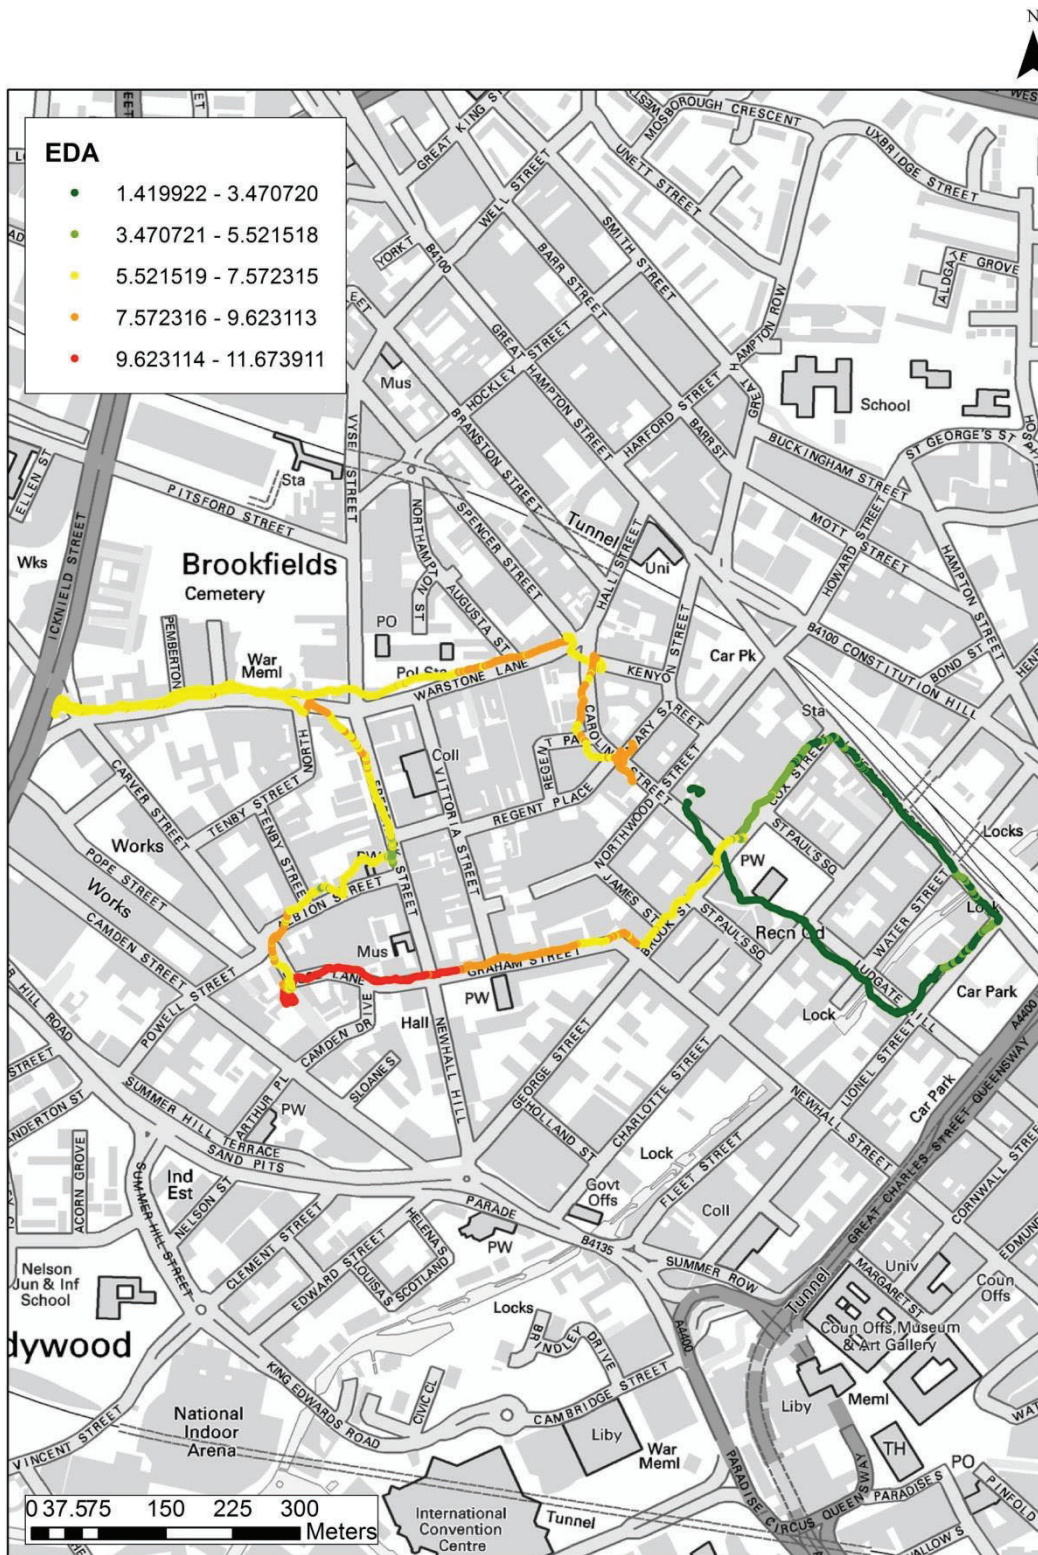 N
EDA
1.419922 - 3.470720
3.470721 - 5.521518
5.521519 - 7.572315
7.572316 - 9.623113
9.623114 - 11.673911
GREAT KING ST
WELL STREET
MOSBOROUGH CRESCENT
UNETT STREET
UXBRIDGE STREET
SMITH STREET
BARR STREET
YORK T
B4100
ALDGATE GROVE
HAMPTON ROW
GREAT
GREAT HAMPTON STREET
HOCKLEY STREET
Mus
BRANSTON STREET
HARFORD STREET
BARR ST
School
ST GEORGE'S ST
BUCKINGHAM STREET
MOTT STREET
HOWARD STREET
HAMPTON STREET
ELLEN ST
PITSFORD STREET
Sta
VYSE STREET
NORTHAMPTON ST
SPENCER STREET
AUGUSTA ST
Tunnel
HALL STREET
Uni
Wks
ICKNIELD STREET
Brookfields
Cemetery
PEMBERTON
War
Meml
PO
Pol Sta
WARSTONE LANE
KENYON STREET
Car Pk
B4100 CONSTITUTION HILL
BOND ST
Sta
NORTH
Coll
VITTORIA STREET
REGENT
REGENT PLACE
CAROLINE
MARY STREET
STREET
NORTHWOOD STREET
COX STREET
ST PAUL'S SQ
PW
Locks
CARVER STREET
TENBY STREET
TENBY STREET
Works
POPE STREET
Works
CAMDEN STREET
PW
ALBION STREET
STREET
JAMES ST
BROOK ST
ST PAUL'S SQ
Recn Gd
WATER STREET
Lock
LUDGATE HILL
Car Park
Lock
Mus
LANE
GRAHAM STREET
PW
Hall
CAMDEN DRIVE
POWELL STREET
HILL ROAD
NEWHALL HILL
GEORGE STREET
HOLLAND ST
CHARLOTTE STREET
LIONEL STREET
NEWHALL STREET
Car Park
A4400
GREAT CHARLES STREET QUEENSWAY
CORNWALL STREET
SLOANE S
ARTHUR PL
PW
SUMMER HILL TERRACE
SAND PITS
STREET
ANDERTON ST
ACORN GROVE
Ind
Est
SUMMER HILL STREET
NELSON ST
CLEMENT STREET
EDWARD STREET
HELENA S
LOUISA S
SCOTLAND
PARADE
PW
B4135
Govt
Offs
Lock
FLEET STREET
Coll
SUMMER ROW
Tunnel
MARGARET ST
Univ
Coun
Offs
EDMUN
Coun Offs, Museum
& Art Gallery
Nelson
Jun & Inf
School
dywood
Locks
BRINDLEY DRIVE
A4400
Liby
Meml
TH
PO
VINCENT STREET
National
Indoor
Arena
KING EDWARDS ROAD
CIVIC CL
CAMBRIDGE STREET
Liby
War
Meml
PARADISE CIRCUS QUEENSWAY
PARADISE S
PINFOLD
International
Convention
Centre
Tunnel
0 37.575 150 225 300
Meters